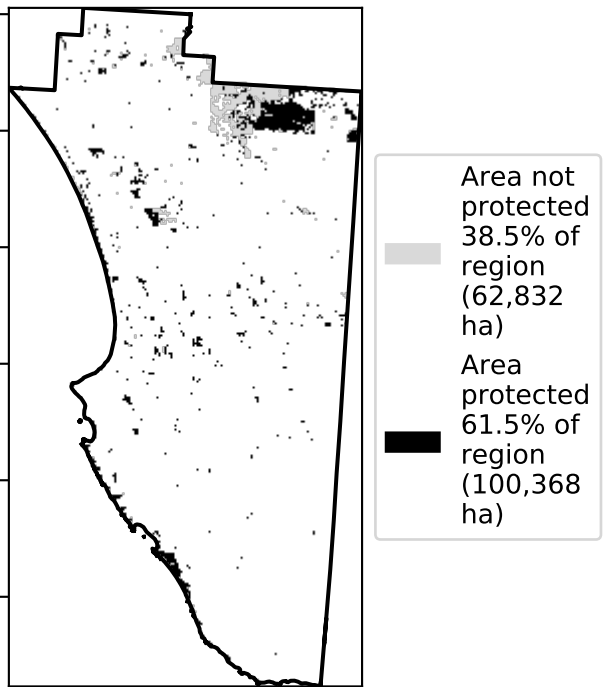 Area not
protected
38.5% of
region
(62,832
ha)
Area
protected
61.5% of
region
(100,368
ha)